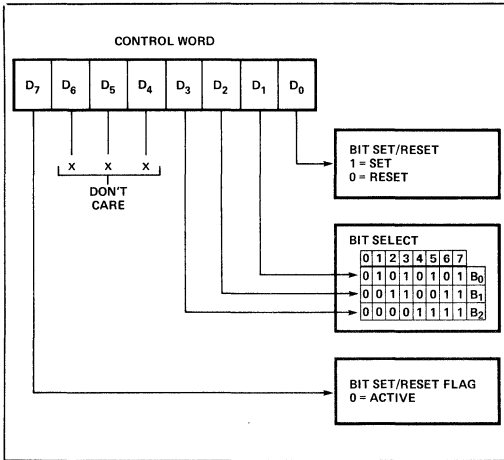 CONTROL WORD
D7 D6 D5 D4 D3 D2 D1 D0
X X X
DON'T
CARE
BIT SET/RESET
1 = SET
0 = RESET
BIT SELECT
0 1 2 3 4 5 6 7
0 1 0 1 0 1 0 1 B0
0 0 1 1 0 0 1 1 B1
0 0 0 0 1 1 1 1 B2
BIT SET/RESET FLAG
0 = ACTIVE